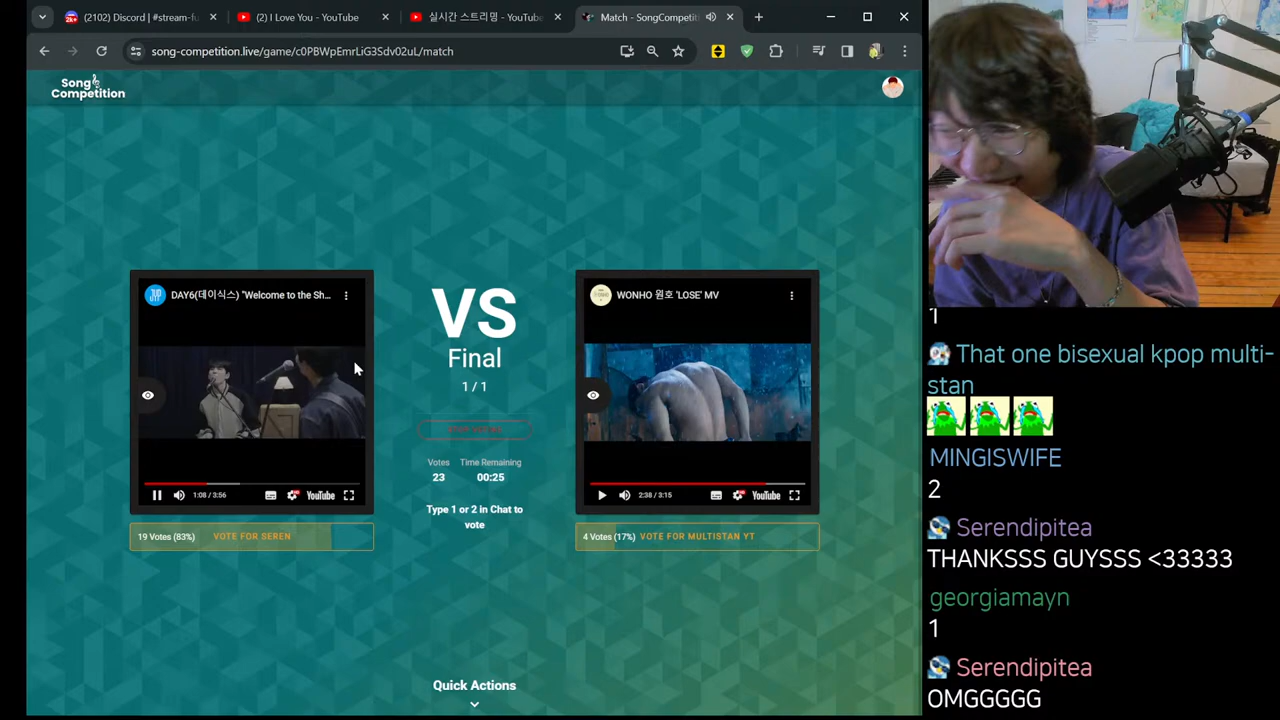 (2102) Discord | #stream-fu
(2) I Love You - YouTube
실시간 스트리밍 - YouTube
Match - SongCompetit
song-competition.live/game/c0PBWpEmrLiG3Sdv02uL/match
Song
Competition
DAY6(데이식스) "Welcome to the Sh...
1:08 / 3:56
YouTube
19 Votes (83%) VOTE FOR SEREN
VS
Final
1 / 1
Votes
23
Time Remaining
00:25
Type 1 or 2 in Chat to
vote
WONHO 원호 'LOSE' MV
2:38 / 3:15
YouTube
4 Votes (17%) VOTE FOR MULTISTAN YT
Quick Actions
1
That one bisexual kpop multi-
stan
MINGISWIFE
2
Serendipitea
THANKSSS GUYSSS <33333
georgiamayn
1
Serendipitea
OMGGGGG